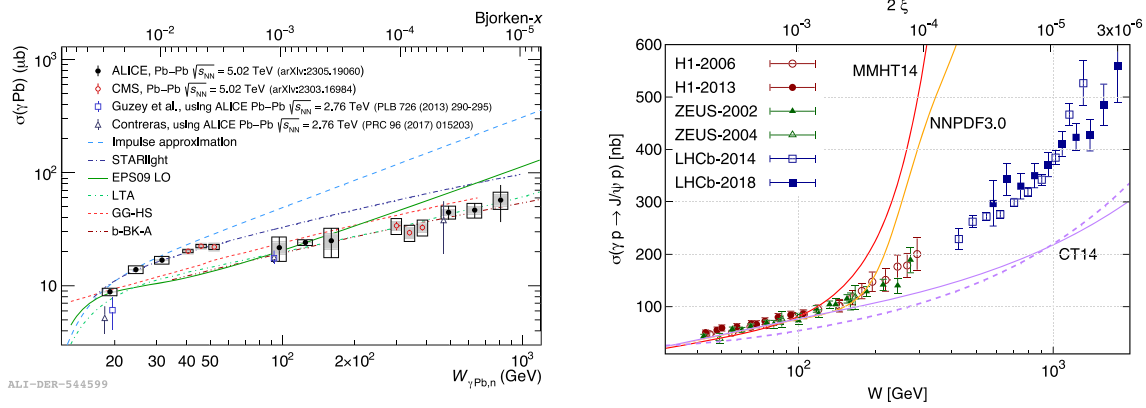 Bjorken-x
10⁻² 10⁻³ 10⁻⁴ 10⁻⁵
σ(γPb) (μb)
10³
10²
10
ALICE, Pb–Pb √sNN = 5.02 TeV (arXiv:2305.19060)
CMS, Pb–Pb √sNN = 5.02 TeV (arXiv:2303.16984)
Guzey et al., using ALICE Pb–Pb √sNN = 2.76 TeV (PLB 726 (2013) 290-295)
Contreras, using ALICE Pb–Pb √sNN = 2.76 TeV (PRC 96 (2017) 015203)
Impulse approximation
STARlight
EPS09 LO
LTA
GG-HS
b-BK-A
20 30 40 50 10² 2×10² 10³
WγPb,n (GeV)
ALI-DER-544599
2 ξ
10⁻³ 10⁻⁴ 10⁻⁵ 3x10⁻⁶
σ(γp → J/ψ p) [nb]
600
500
400
300
200
100
H1-2006
H1-2013
ZEUS-2002
ZEUS-2004
LHCb-2014
LHCb-2018
MMHT14
NNPDF3.0
CT14
10² 10³
W [GeV]